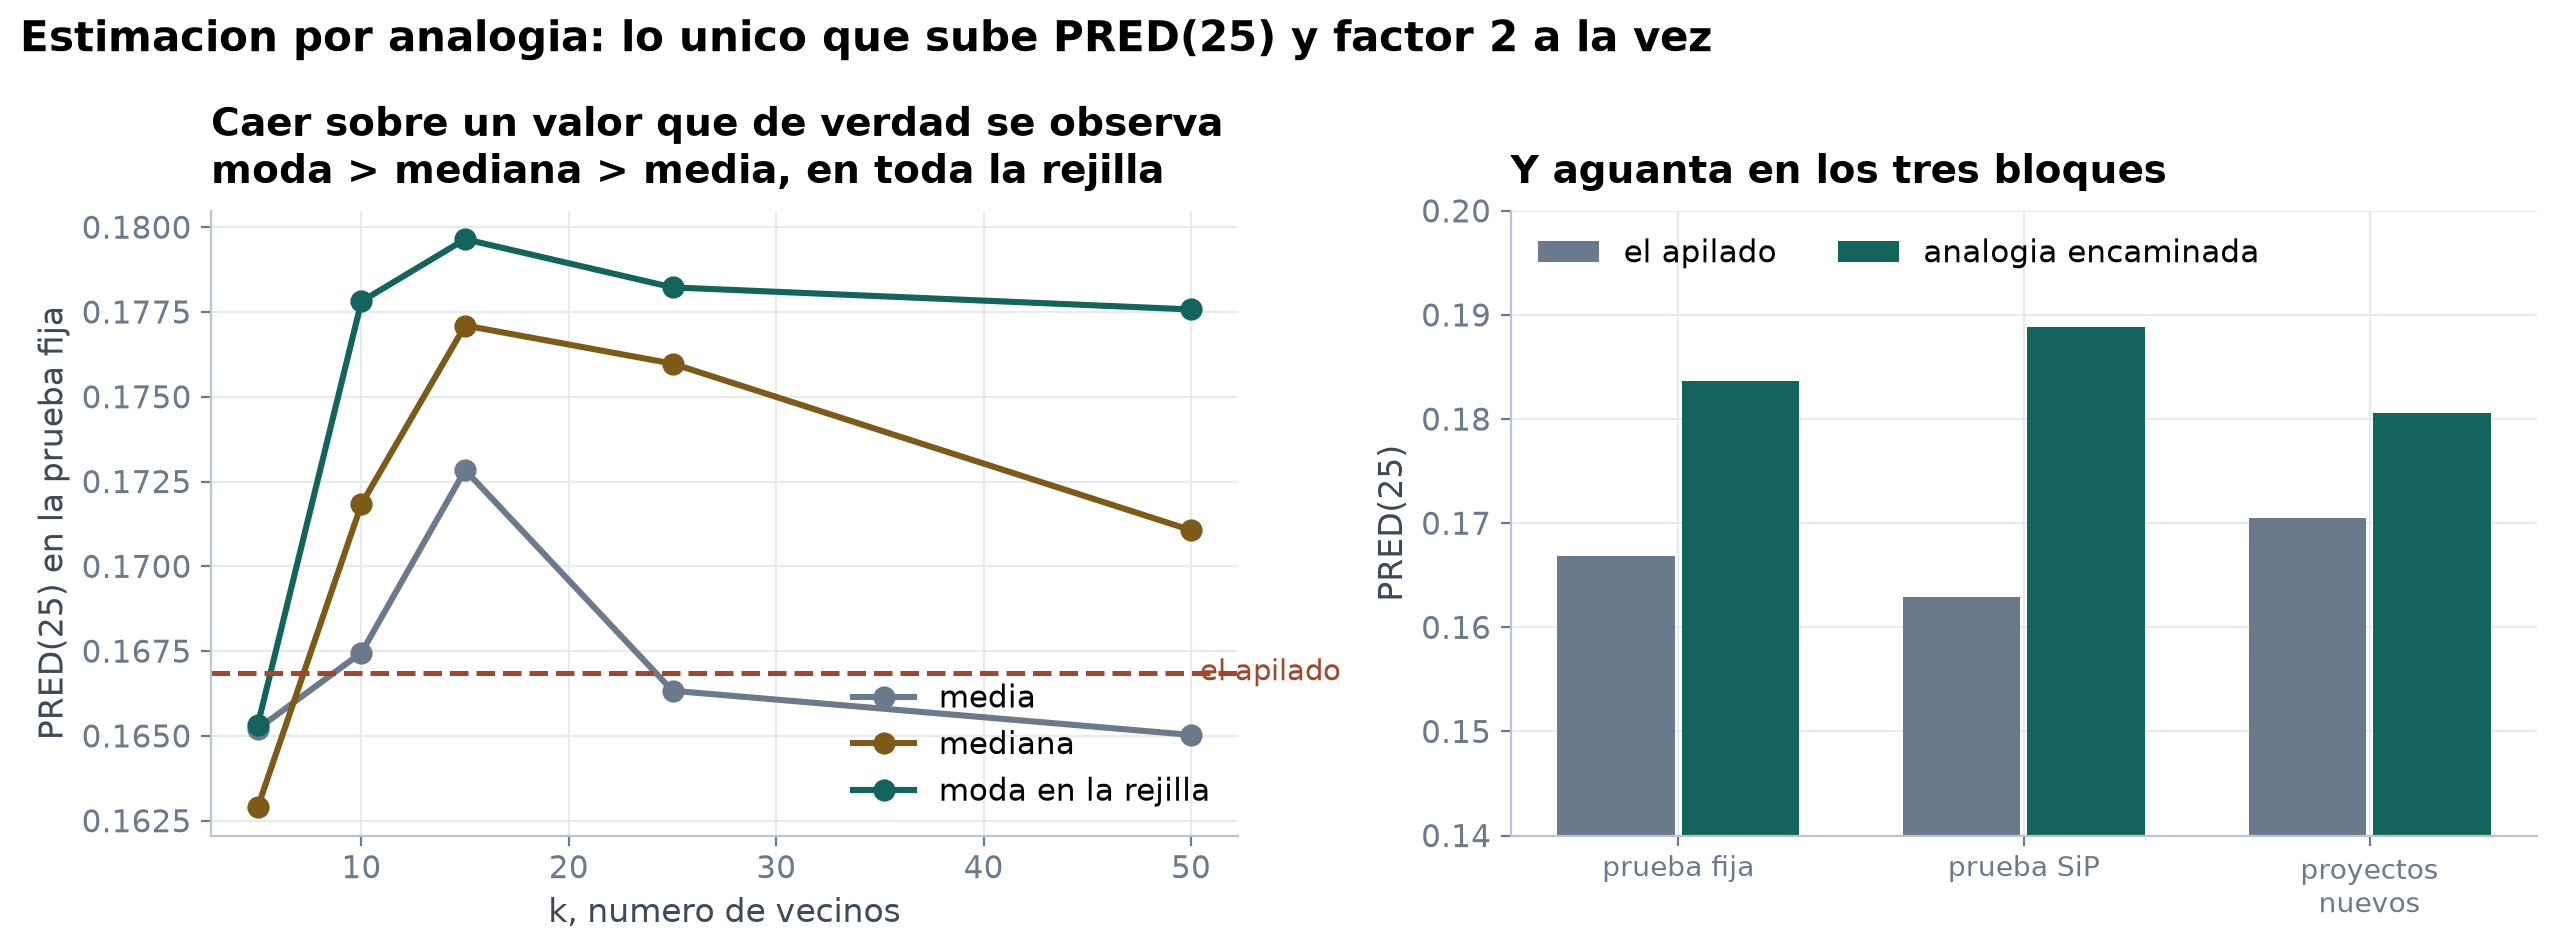 Estimacion por analogia: lo unico que sube PRED(25) y factor 2 a la vez
Caer sobre un valor que de verdad se observa
moda > mediana > media, en toda la rejilla
PRED(25) en la prueba fija
0.1800
0.1775
0.1750
0.1725
0.1700
0.1675
0.1650
0.1625
el apilado
media
mediana
moda en la rejilla
10 20 30 40 50
k, numero de vecinos
Y aguanta en los tres bloques
PRED(25)
0.20
0.19
0.18
0.17
0.16
0.15
0.14
el apilado analogia encaminada
prueba fija prueba SiP proyectos
nuevos